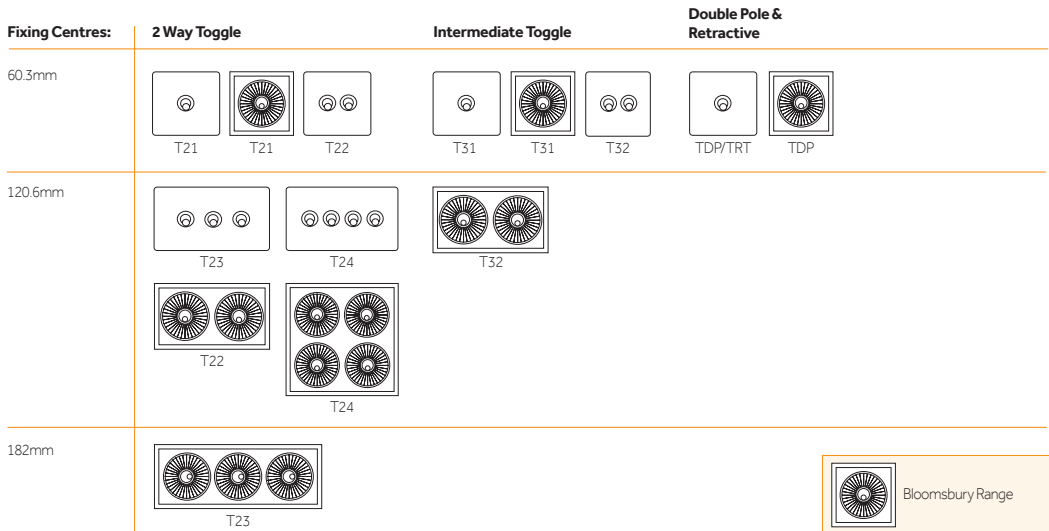 Fixing Centres:
2 Way Toggle
Intermediate Toggle
Double Pole &
Retractive
60.3mm
T21
T21
T22
T31
T31
T32
TDP/TRT
TDP
120.6mm
T23
T24
T32
T22
T24
182mm
T23
Bloomsbury Range